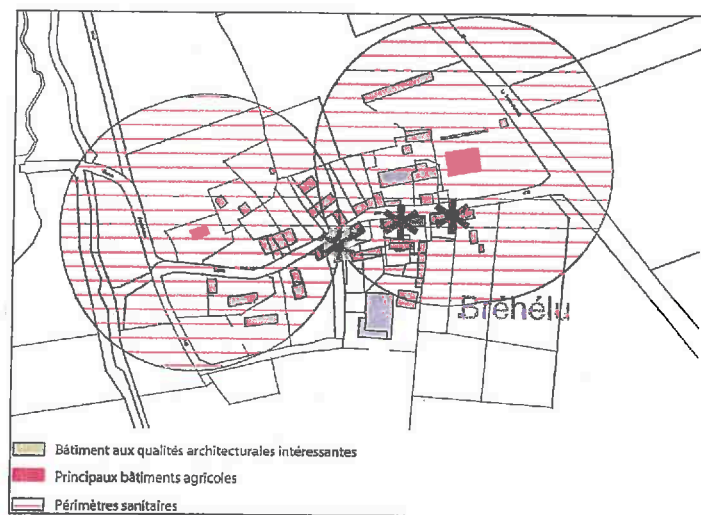 Bréhélu
Bâtiment aux qualités architecturales intéressantes
Principaux bâtiments agricoles
Périmètres sanitaires